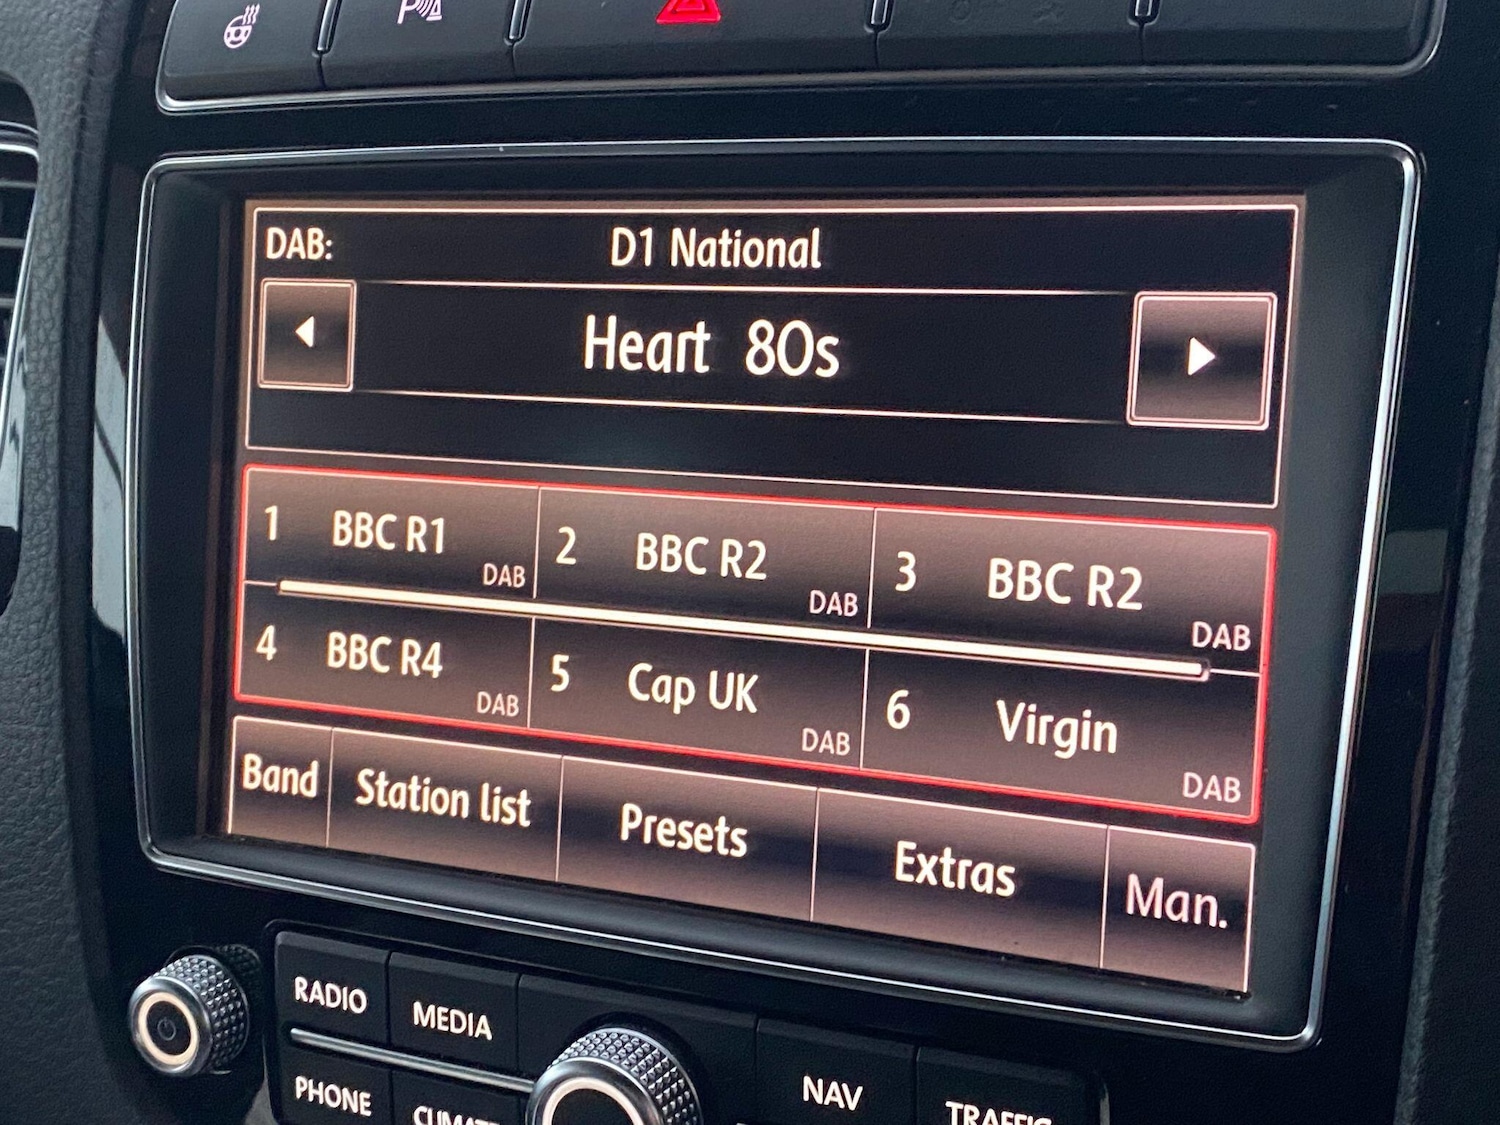 P
DAB: D1 National
Heart 80s
1 BBC R1 DAB
2 BBC R2 DAB
3 BBC R2 DAB
4 BBC R4 DAB
5 Cap UK DAB
6 Virgin DAB
Band Station list Presets Extras Man.
RADIO MEDIA
PHONE CLIMATE NAV TRAFFIC